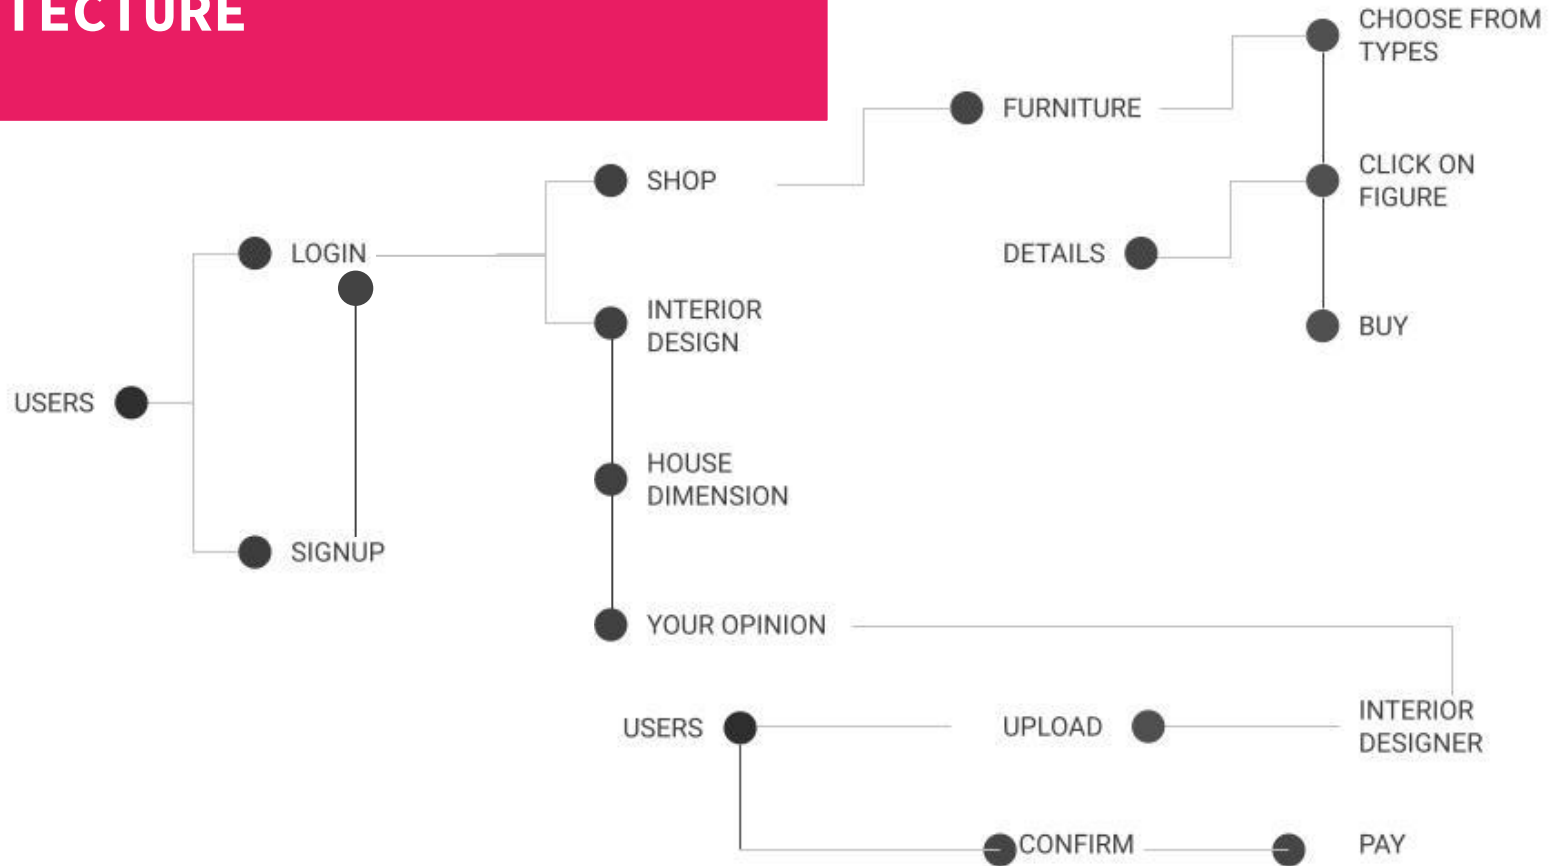 TECTURE
CHOOSE FROM
TYPES
FURNITURE
SHOP
CLICK ON
FIGURE
LOGIN
DETAILS
INTERIOR
DESIGN
BUY
USERS
HOUSE
DIMENSION
SIGNUP
YOUR OPINION
USERS
UPLOAD
INTERIOR
DESIGNER
CONFIRM
PAY